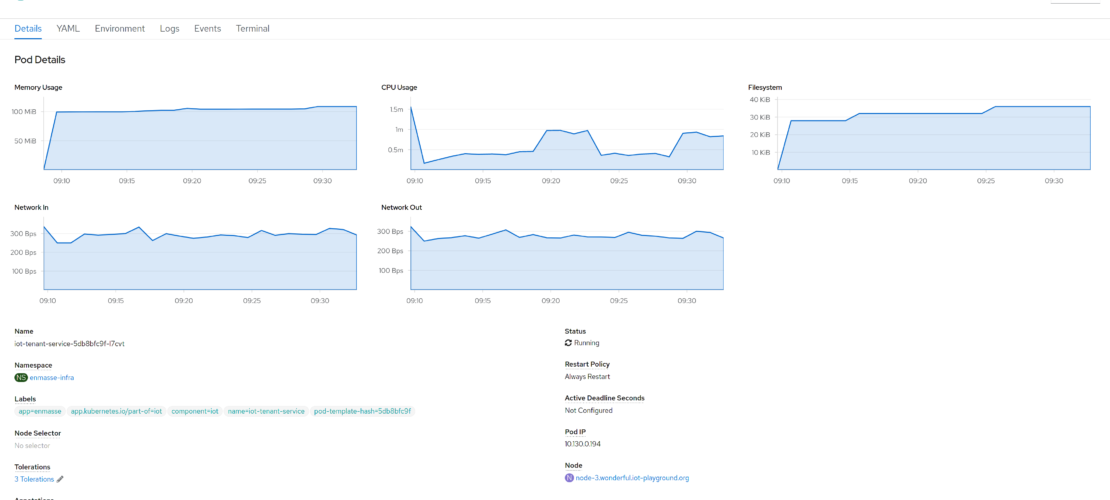 Details YAML Environment Logs Events Terminal
Pod Details
Memory Usage
100 MiB
50 MiB
09:10 09:15 09:20 09:25 09:30
CPU Usage
1.5m
1m
0.5m
09:10 09:15 09:20 09:25 09:30
Filesystem
40 KiB
30 KiB
20 KiB
10 KiB
09:10 09:15 09:20 09:25 09:30
Network In
300 Bps
200 Bps
100 Bps
09:10 09:15 09:20 09:25 09:30
Network Out
300 Bps
200 Bps
100 Bps
09:10 09:15 09:20 09:25 09:30
Name
iot-tenant-service-5db8bfc9f-l7cvt
Namespace
NS enmasse-infra
Labels
app=enmasse app.kubernetes.io/part-of=iot component=iot name=iot-tenant-service pod-template-hash=5db8bfc9f
Node Selector
No selector
Tolerations
3 Tolerations
Annotations
Status
Running
Restart Policy
Always Restart
Active Deadline Seconds
Not Configured
Pod IP
10.130.0.194
Node
N node-3.wonderful.iot-playground.org